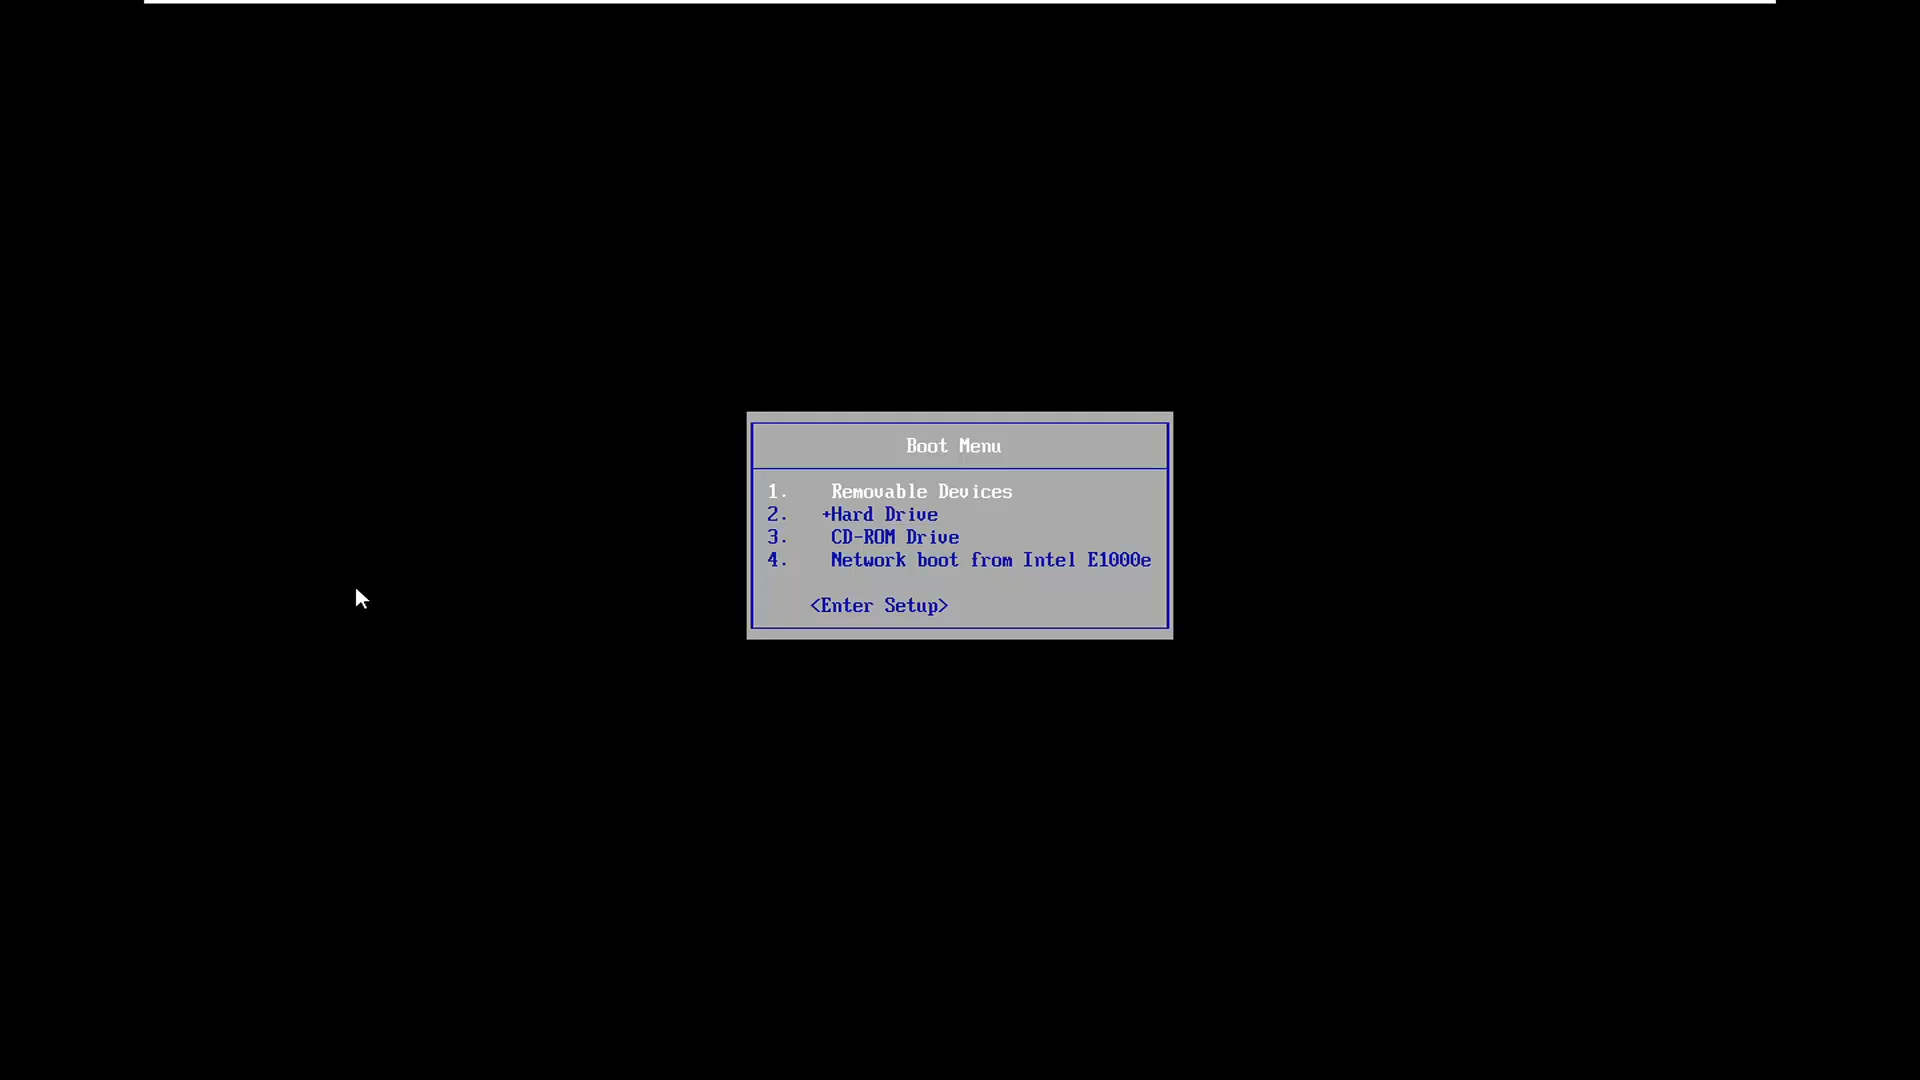 Boot Menu
1. Removable Devices
2. +Hard Drive
3. CD-ROM Drive
4. Network boot from Intel E1000e
<Enter Setup>